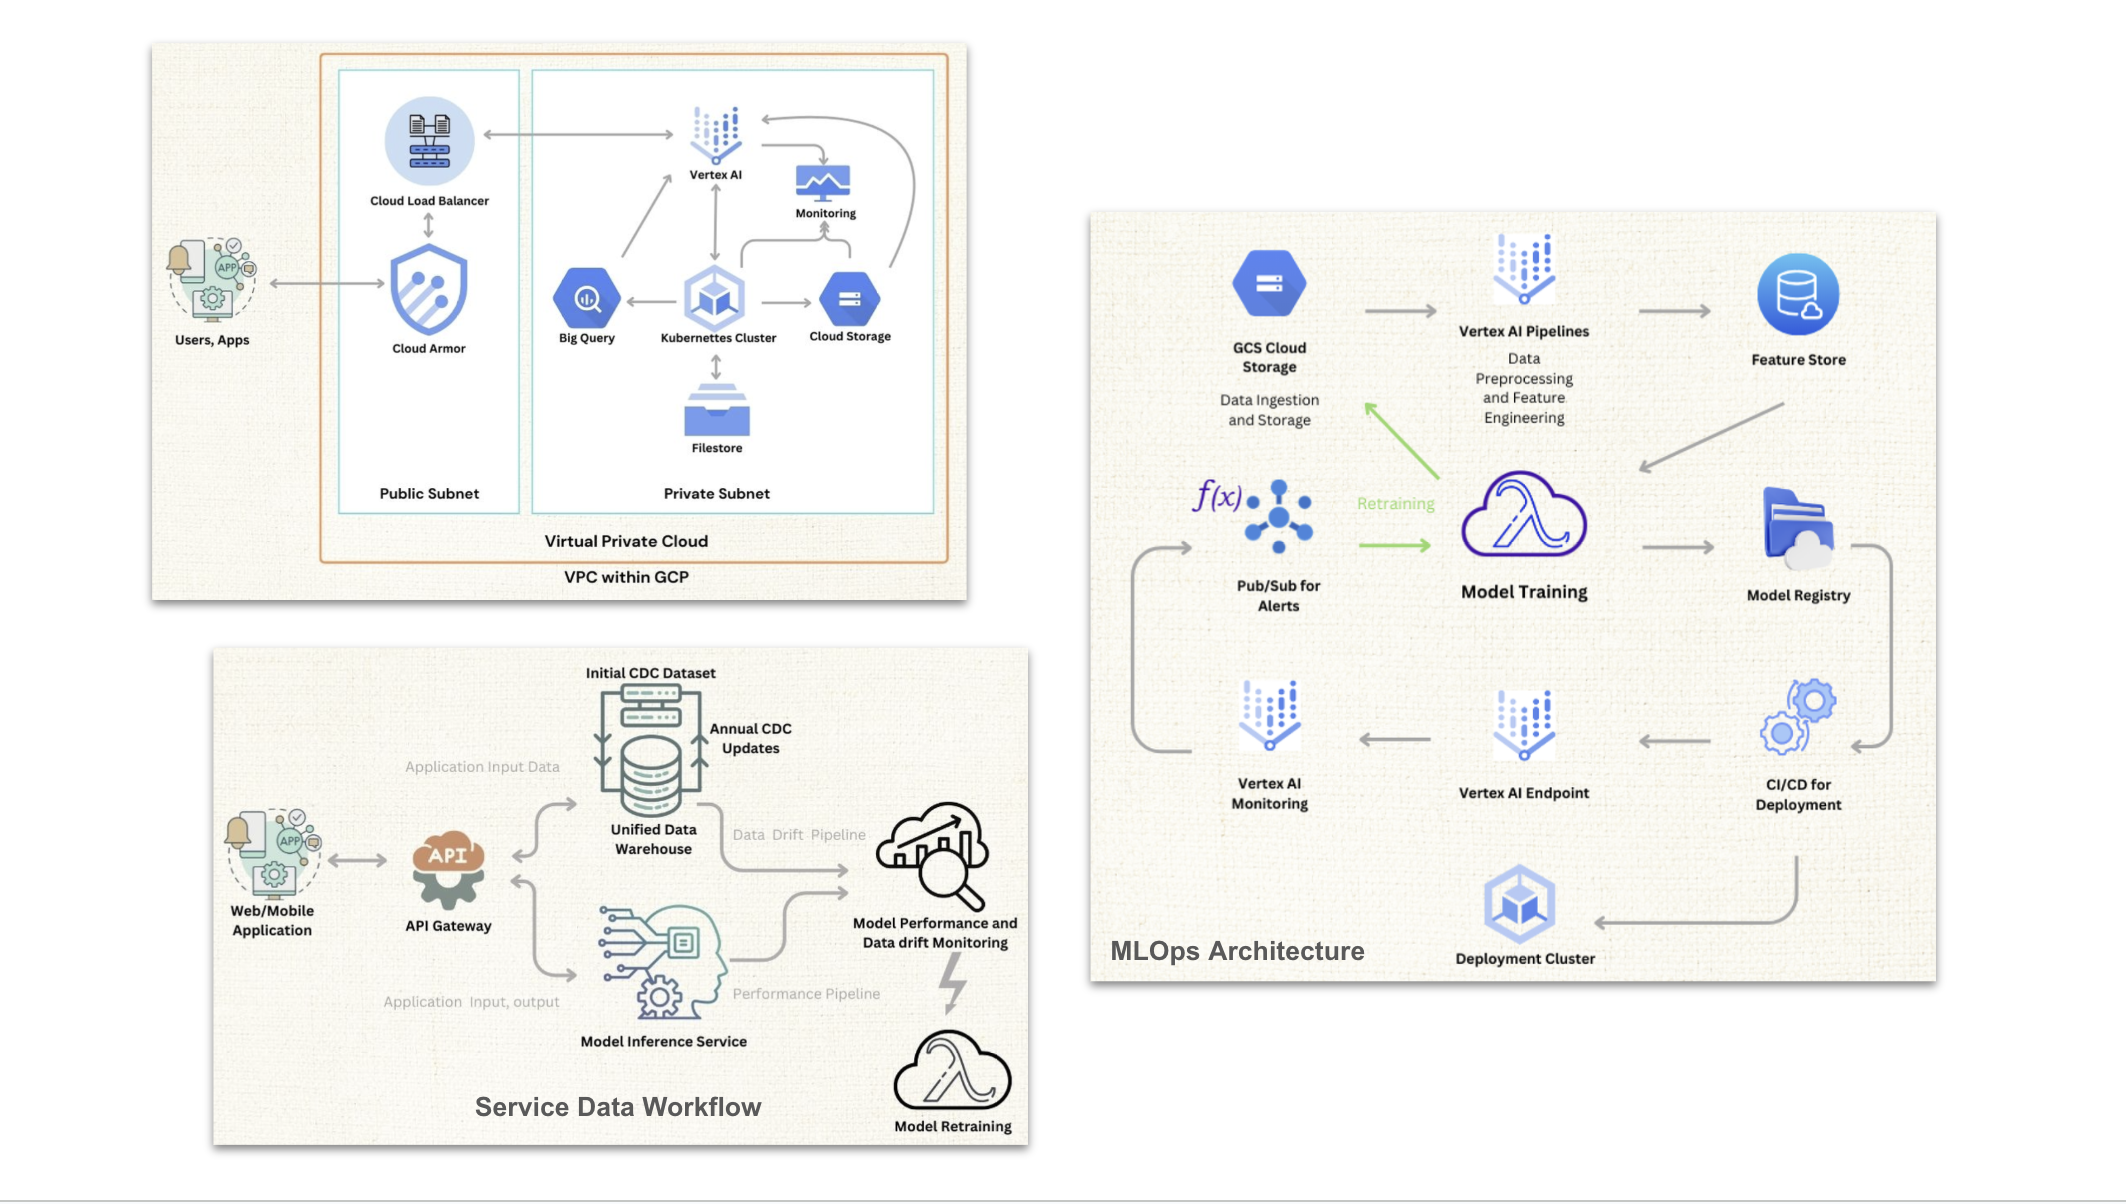 Cloud Load Balancer
Vertex AI
Monitoring
APP
Users, Apps
Cloud Armor
Big Query
Kubernettes Cluster
Cloud Storage
Filestore
Public Subnet
Private Subnet
Virtual Private Cloud
VPC within GCP
Initial CDC Dataset
Annual CDC
Updates
Application Input Data
Unified Data
Warehouse
Data Drift Pipeline
APP
API
Web/Mobile
Application
API Gateway
Model Performance and
Data drift Monitoring
Application Input, output
Performance Pipeline
Model Inference Service
Service Data Workflow
Model Retraining
GCS Cloud
Storage
Data Ingestion
and Storage
Vertex AI Pipelines
Data
Preprocessing
and Feature
Engineering
Feature Store
f(x)
Retraining
Pub/Sub for
Alerts
Model Training
Model Registry
Vertex AI
Monitoring
Vertex AI Endpoint
CI/CD for
Deployment
MLOps Architecture
Deployment Cluster